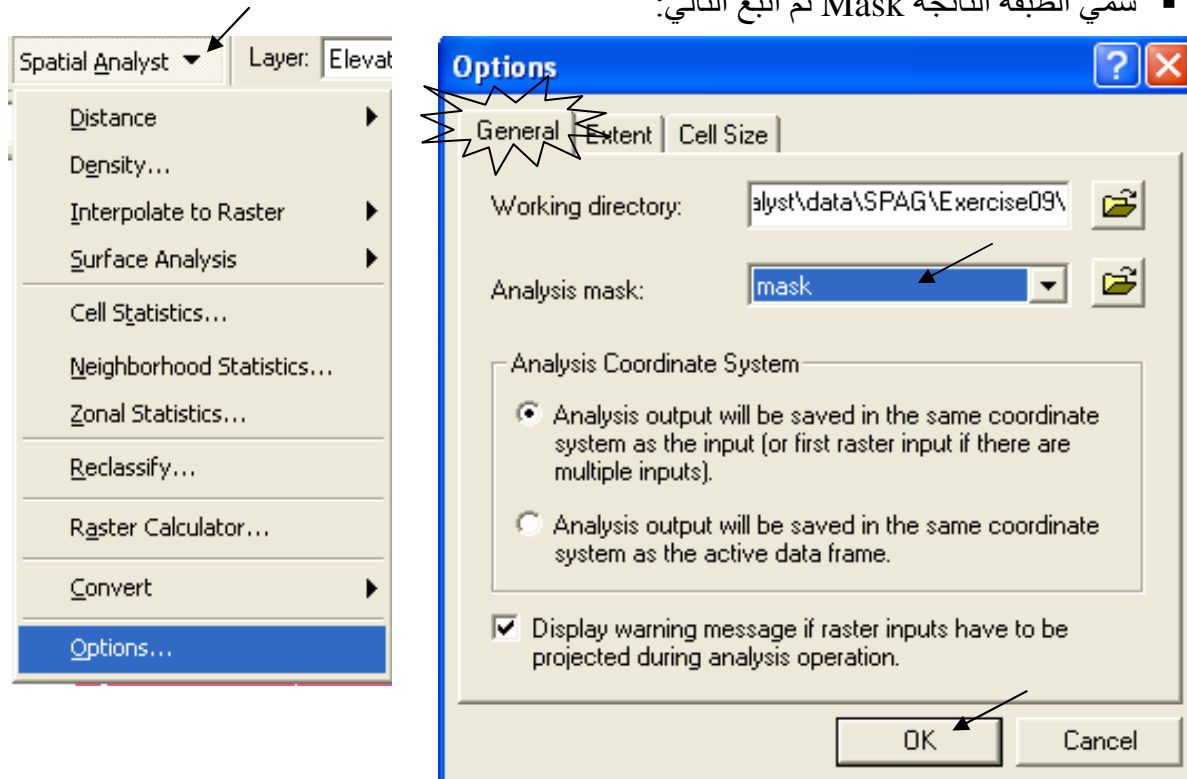 ▪ سمي الطبقة الناتجة Mask ثم اتبع التالي:
Spatial Analyst
Layer: Elevat
Distance
Density...
Interpolate to Raster
Surface Analysis
Cell Statistics...
Neighborhood Statistics...
Zonal Statistics...
Reclassify...
Raster Calculator...
Convert
Options...
Options
General
Extent
Cell Size
Working directory:
alyst\data\SPAG\Exercise09\
Analysis mask:
mask
Analysis Coordinate System
Analysis output will be saved in the same coordinate
system as the input (or first raster input if there are
multiple inputs).
Analysis output will be saved in the same coordinate
system as the active data frame.
Display warning message if raster inputs have to be
projected during analysis operation.
OK
Cancel